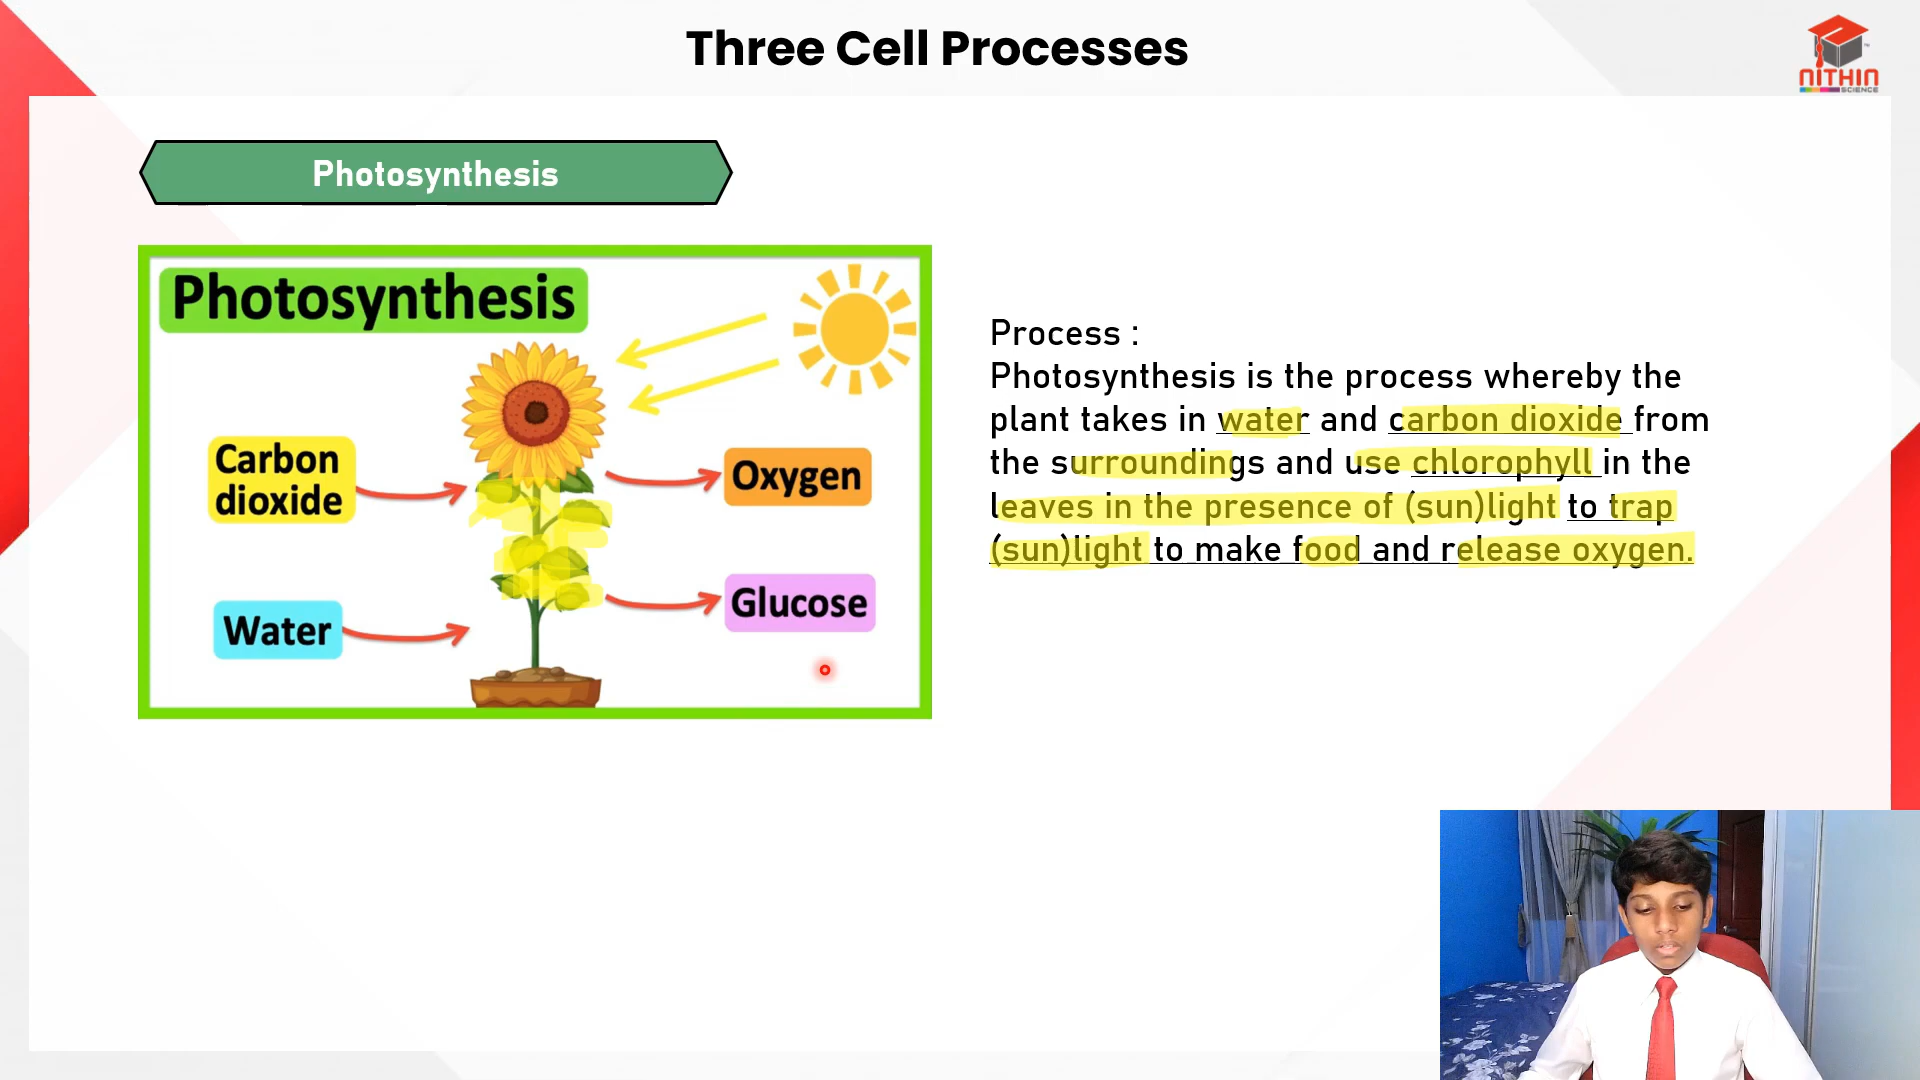 Three Cell Processes
NITHIN
SCIENCE
Photosynthesis
Photosynthesis
Carbon
dioxide
Oxygen
Water
Glucose
Process :
Photosynthesis is the process whereby the
plant takes in water and carbon dioxide from
the surroundings and use chlorophyll in the
leaves in the presence of (sun)light to trap
(sun)light to make food and release oxygen.